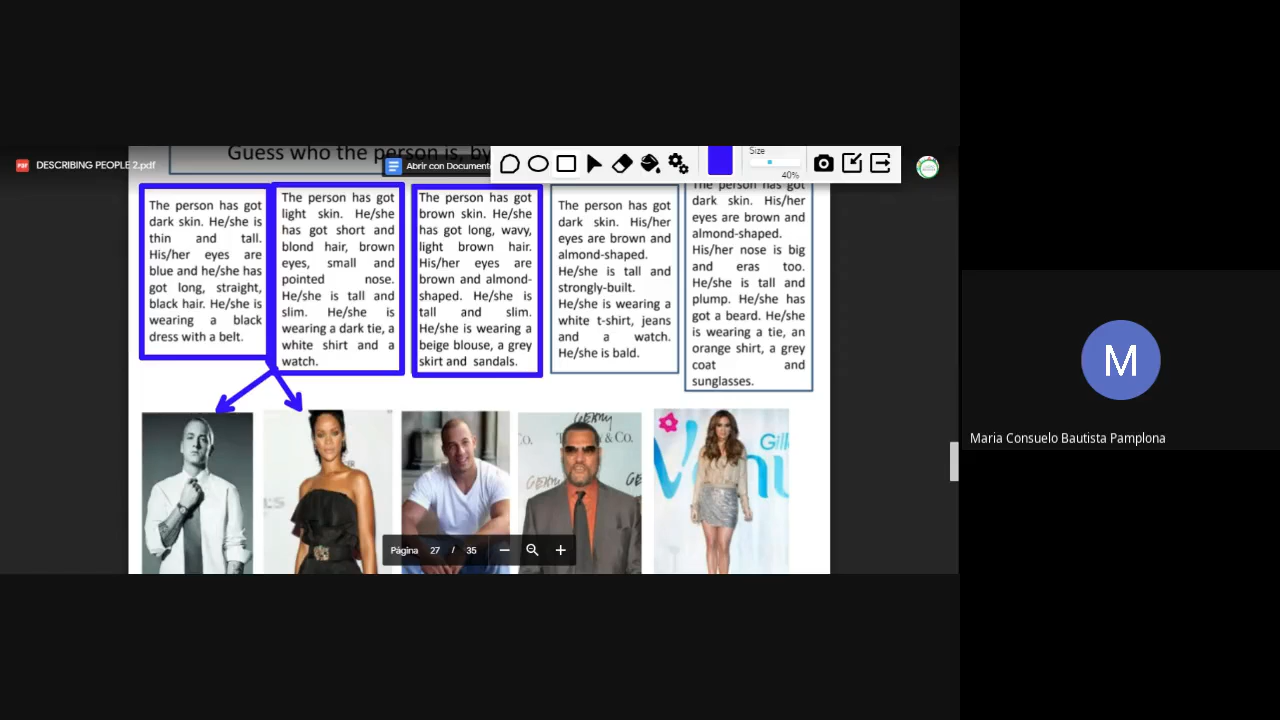 Guess who the person is, by
DESCRIBING PEOPLE 2.pdf
Abrir con Document
Size
40%
The person has got
dark skin. He/she is
thin and tall.
His/her eyes are
blue and he/she has
got long, straight,
black hair. He/she is
wearing a black
dress with a belt.
The person has got
light skin. He/she
has got short and
blond hair, brown
eyes, small and
pointed nose.
He/she is tall and
slim. He/she is
wearing a dark tie, a
white shirt and a
watch.
The person has got
brown skin. He/she
has got long, wavy,
light brown hair.
His/her eyes are
brown and almond-
shaped. He/she is
tall and slim.
He/she is wearing a
beige blouse, a grey
skirt and sandals.
The person has got
dark skin. His/her
eyes are brown and
almond-shaped.
He/she is tall and
strongly-built.
He/she is wearing a
white t-shirt, jeans
and a watch.
He/she is bald.
The person has got
dark skin. His/her
eyes are brown and
almond-shaped.
His/her nose is big
and eras too.
He/she is tall and
plump. He/she has
got a beard. He/she
is wearing a tie, an
orange shirt, a grey
coat and
sunglasses.
& Co.
Gill
Venu
Página 27 / 35
M
Maria Consuelo Bautista Pamplona